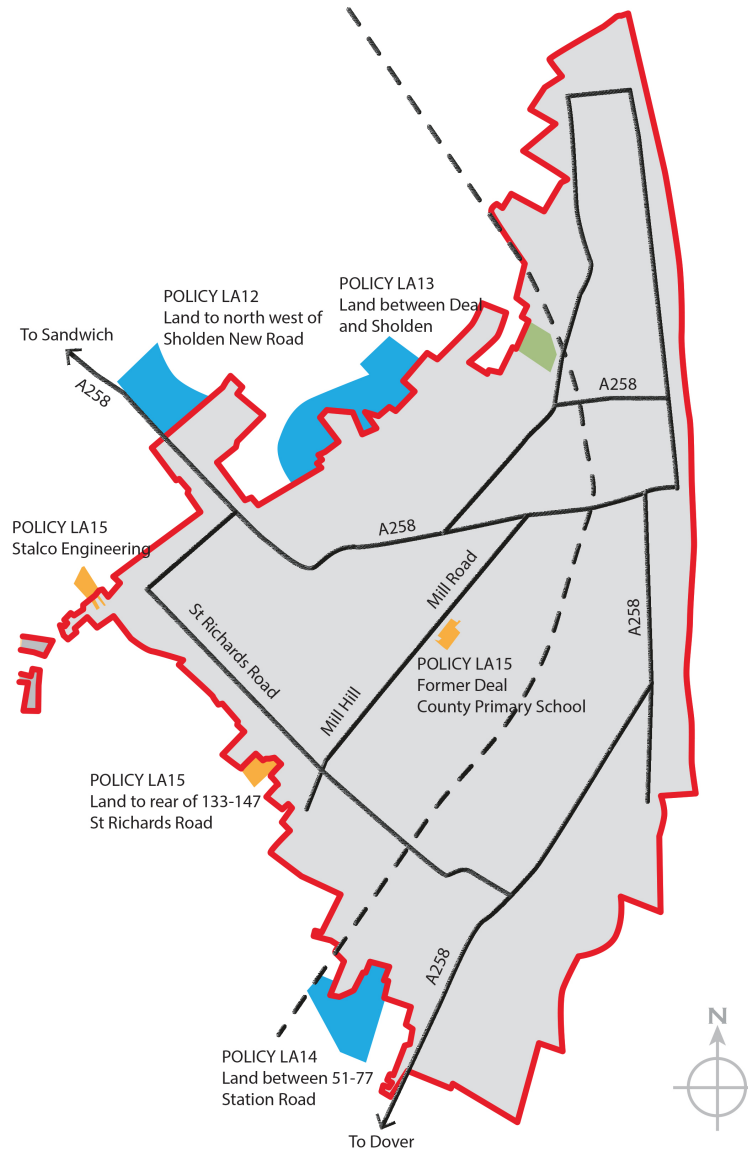 POLICY LA12
Land to north west of
Sholden New Road
POLICY LA13
Land between Deal
and Sholden
To Sandwich
A258
A258
A258
POLICY LA15
Stalco Engineering
Mill Road
A258
St Richards Road
POLICY LA15
Former Deal
County Primary School
Mill Hill
POLICY LA15
Land to rear of 133-147
St Richards Road
A258
N
POLICY LA14
Land between 51-77
Station Road
To Dover